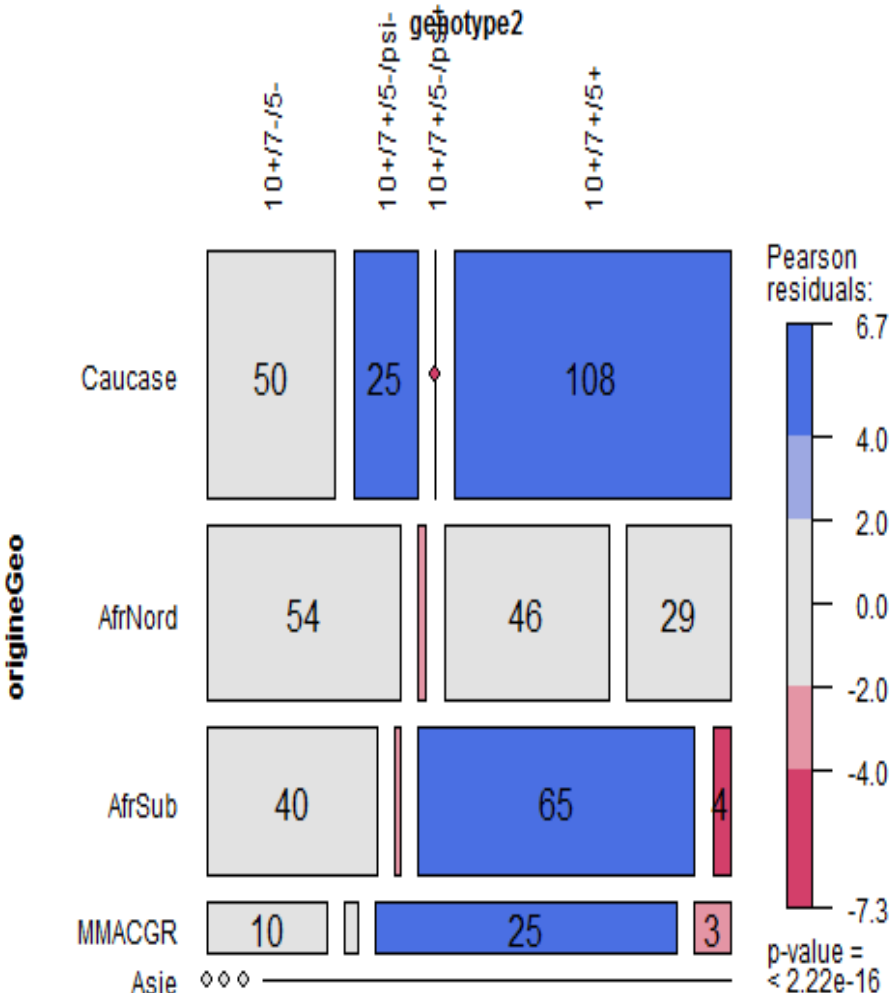 genotype2
10+/7-/5-
10+/7+/5-/psi-
10+/7+/5-/psi+
10+/7+/5+
Pearson
residuals:
6.7
4.0
2.0
0.0
-2.0
-4.0
-7.3
p-value =
< 2.22e-16
origineGeo
Caucase
50
25
108
AfrNord
54
46
29
AfrSub
40
65
4
MMACGR
10
25
3
Asie